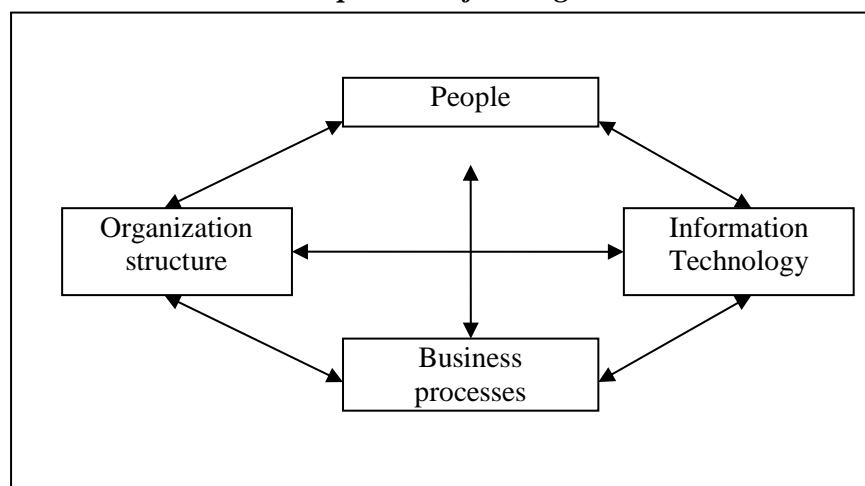 People
Organization
structure
Information
Technology
Business
processes